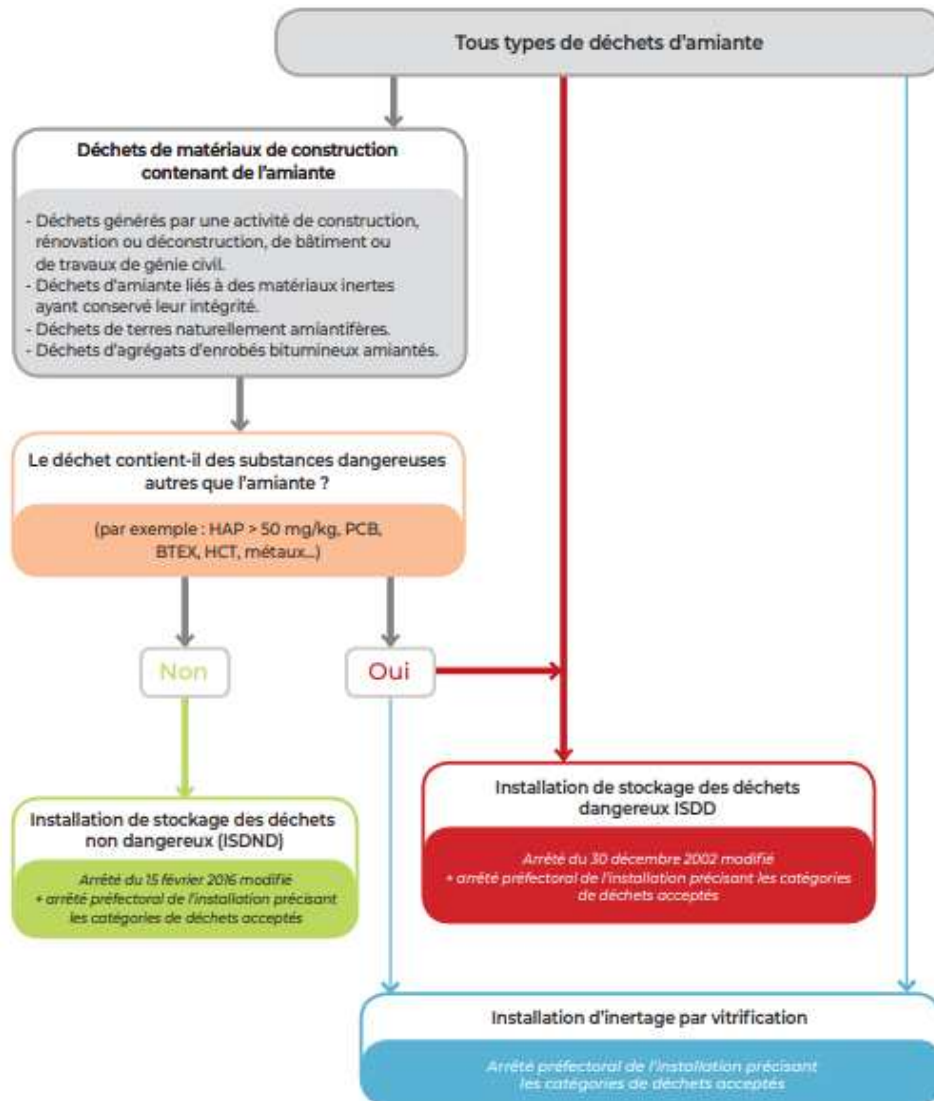 Tous types de déchets d'amiante
Déchets de matériaux de construction
contenant de l'amiante
- Déchets générés par une activité de construction,
rénovation ou déconstruction, de bâtiment ou
de travaux de génie civil.
- Déchets d'amiante liés à des matériaux inertes
ayant conservé leur intégrité.
- Déchets de terres naturellement amiantifères.
- Déchets d'agrégats d'enrobés bitumineux amiantés.
Le déchet contient-il des substances dangereuses
autres que l'amiante ?
(par exemple : HAP > 50 mg/kg, PCB,
BTEX, HCT, métaux...)
Non
Oui
Installation de stockage des déchets
non dangereux (ISDND)
Arrêté du 15 février 2016 modifié
+ arrêté préfectoral de l'installation précisant
les catégories de déchets acceptés
Installation de stockage des déchets
dangereux ISDD
Arrêté du 30 décembre 2002 modifié
+ arrêté préfectoral de l'installation précisant les catégories
de déchets acceptés
Installation d'inertage par vitrification
Arrêté préfectoral de l'installation précisant
les catégories de déchets acceptés